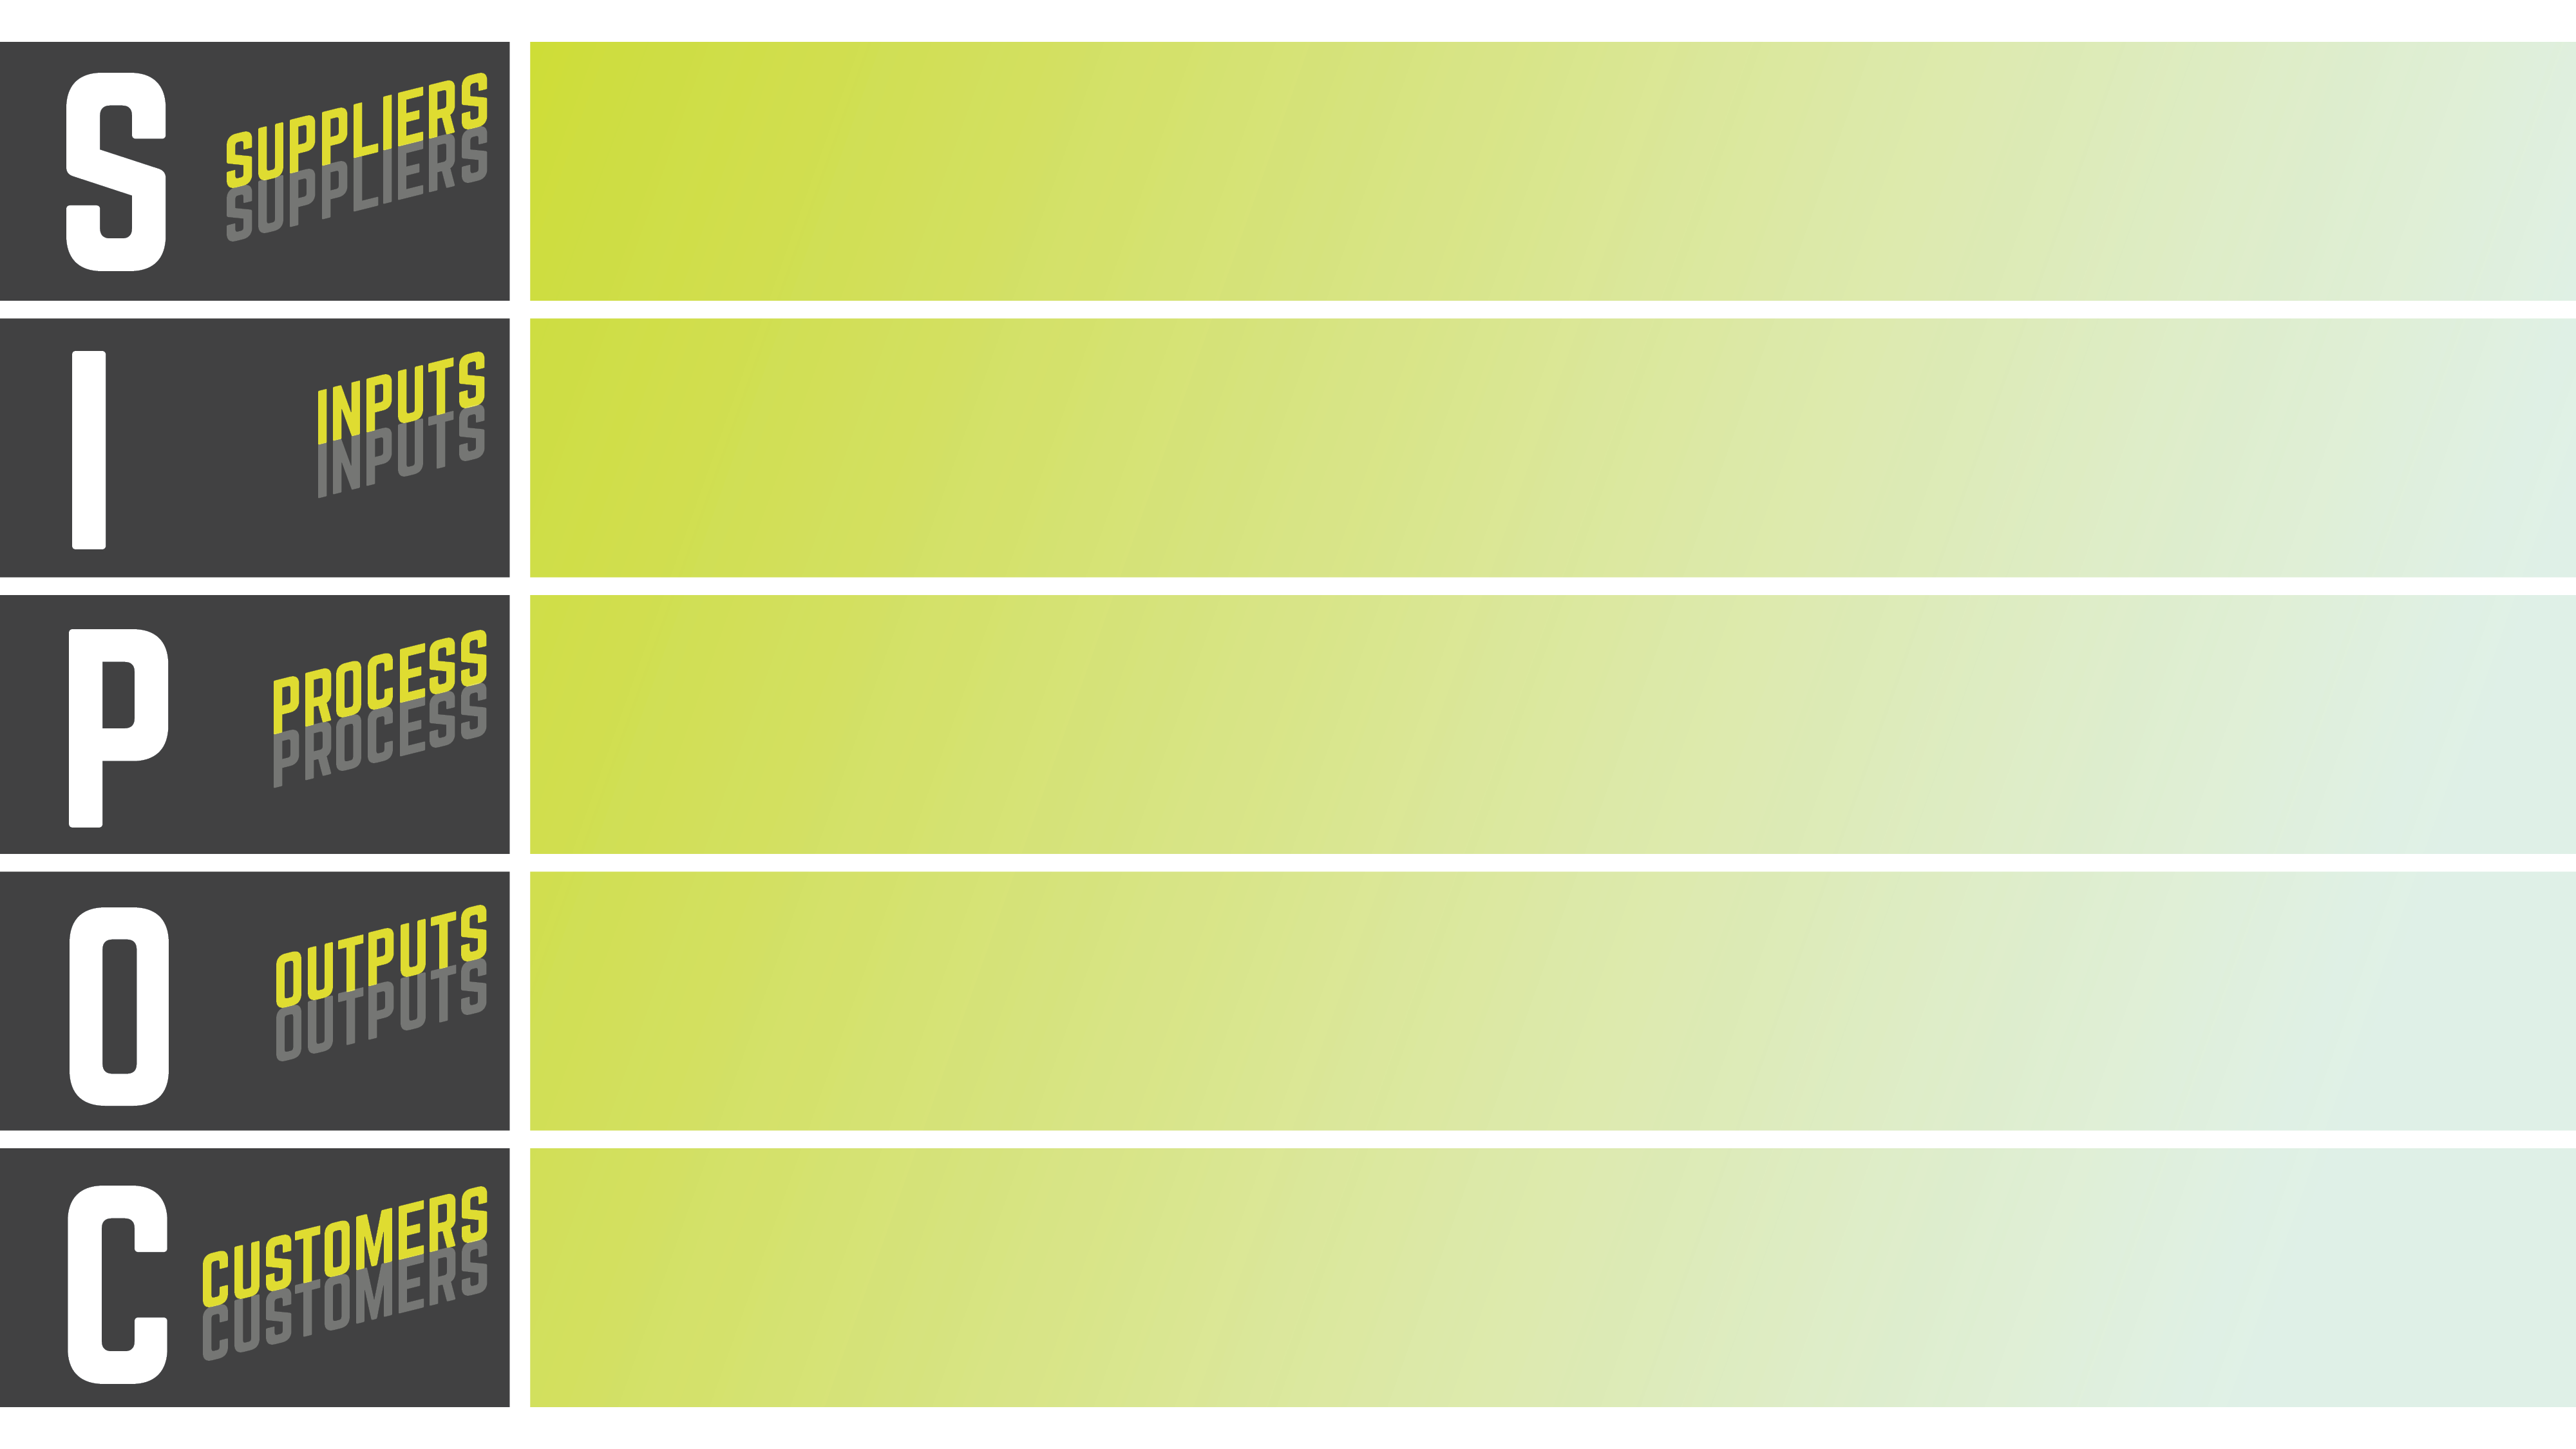 S SUPPLIERS
SUPPLIERS
I INPUTS
INPUTS
P PROCESS
PROCESS
O OUTPUTS
OUTPUTS
C CUSTOMERS
CUSTOMERS